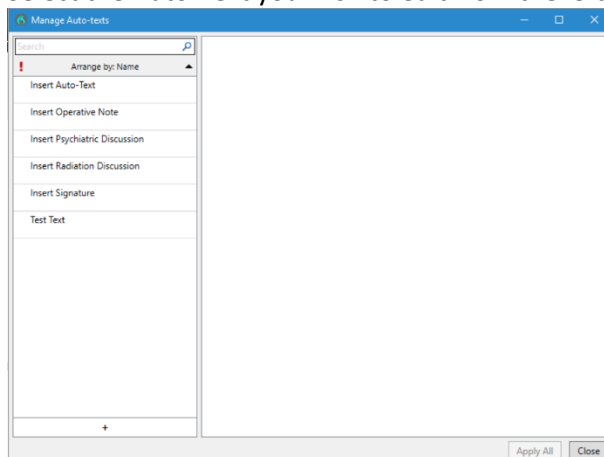 Manage Auto-texts
Search
! Arrange by: Name
Insert Auto-Text
Insert Operative Note
Insert Psychiatric Discussion
Insert Radiation Discussion
Insert Signature
Test Text
+
Apply All Close